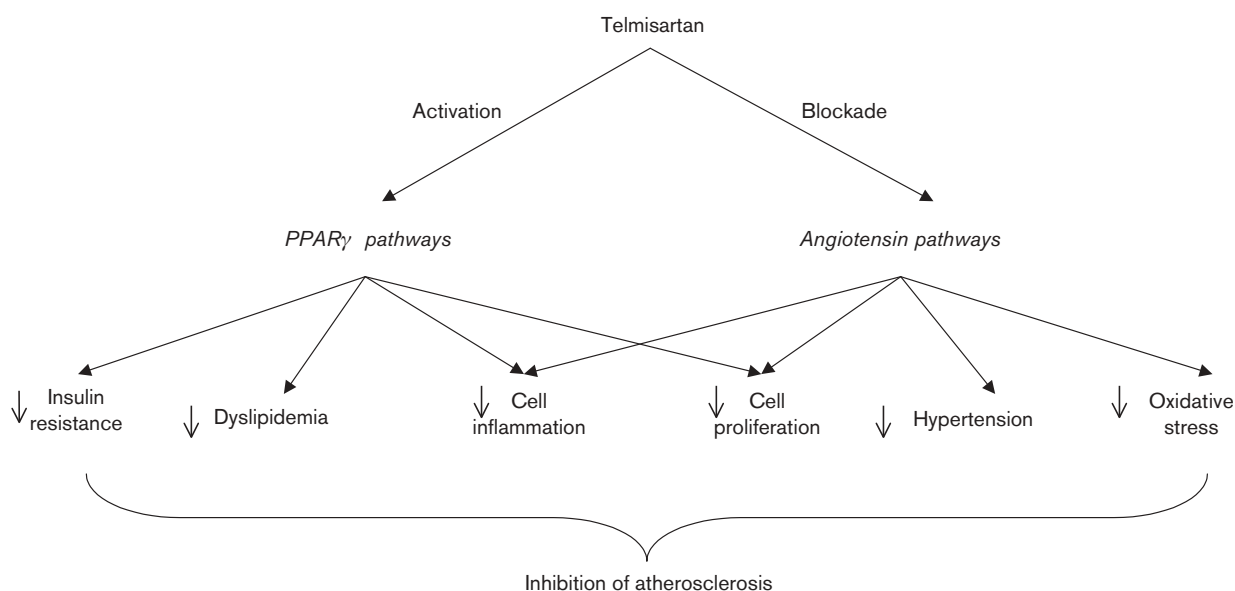 Telmisartan
Activation
Blockade
PPARγ pathways
Angiotensin pathways
↓ Insulin
resistance
↓ Dyslipidemia
↓ Cell
inflammation
↓ Cell
proliferation
↓ Hypertension
↓ Oxidative
stress
Inhibition of atherosclerosis